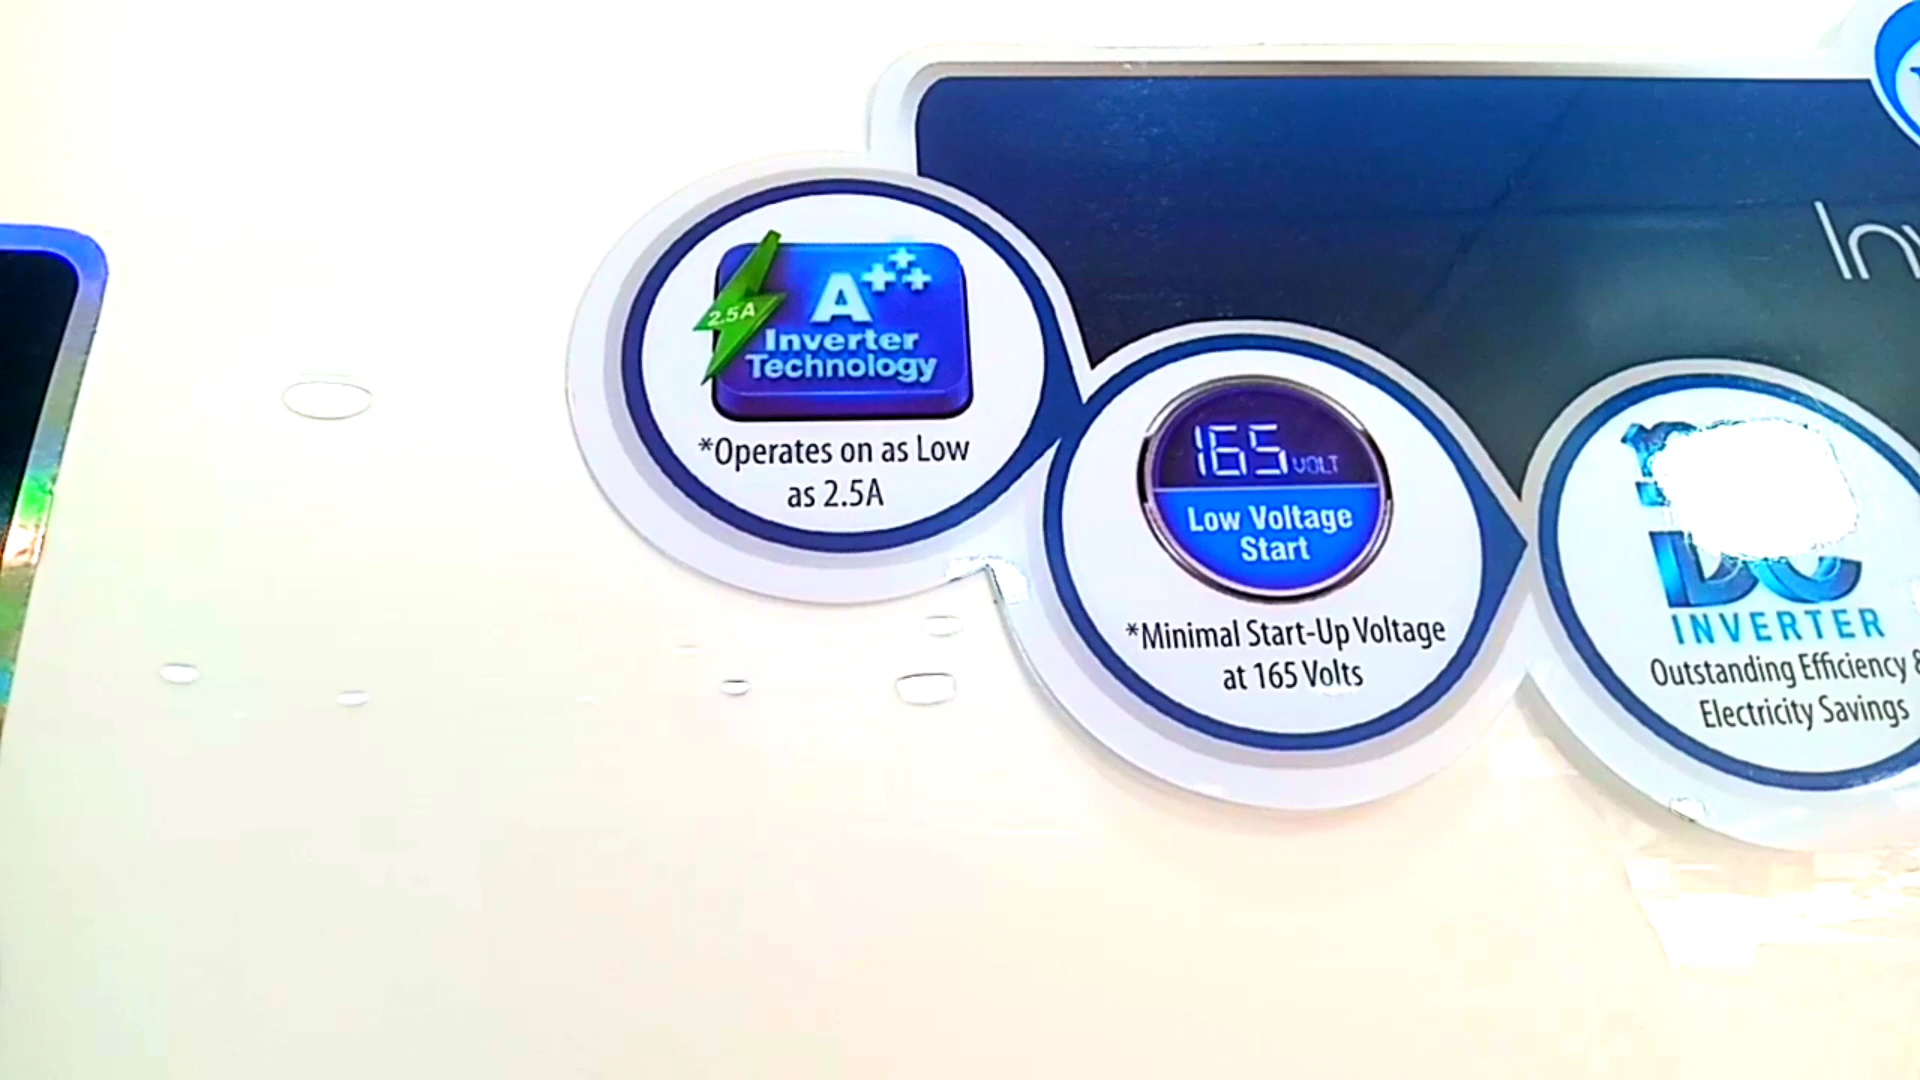 2.5A
A+++
Inverter
Technology
*Operates on as Low
as 2.5A
165 VOLT
Low Voltage
Start
*Minimal Start-Up Voltage
at 165 Volts
DC
INVERTER
Outstanding Efficiency &
Electricity Savings